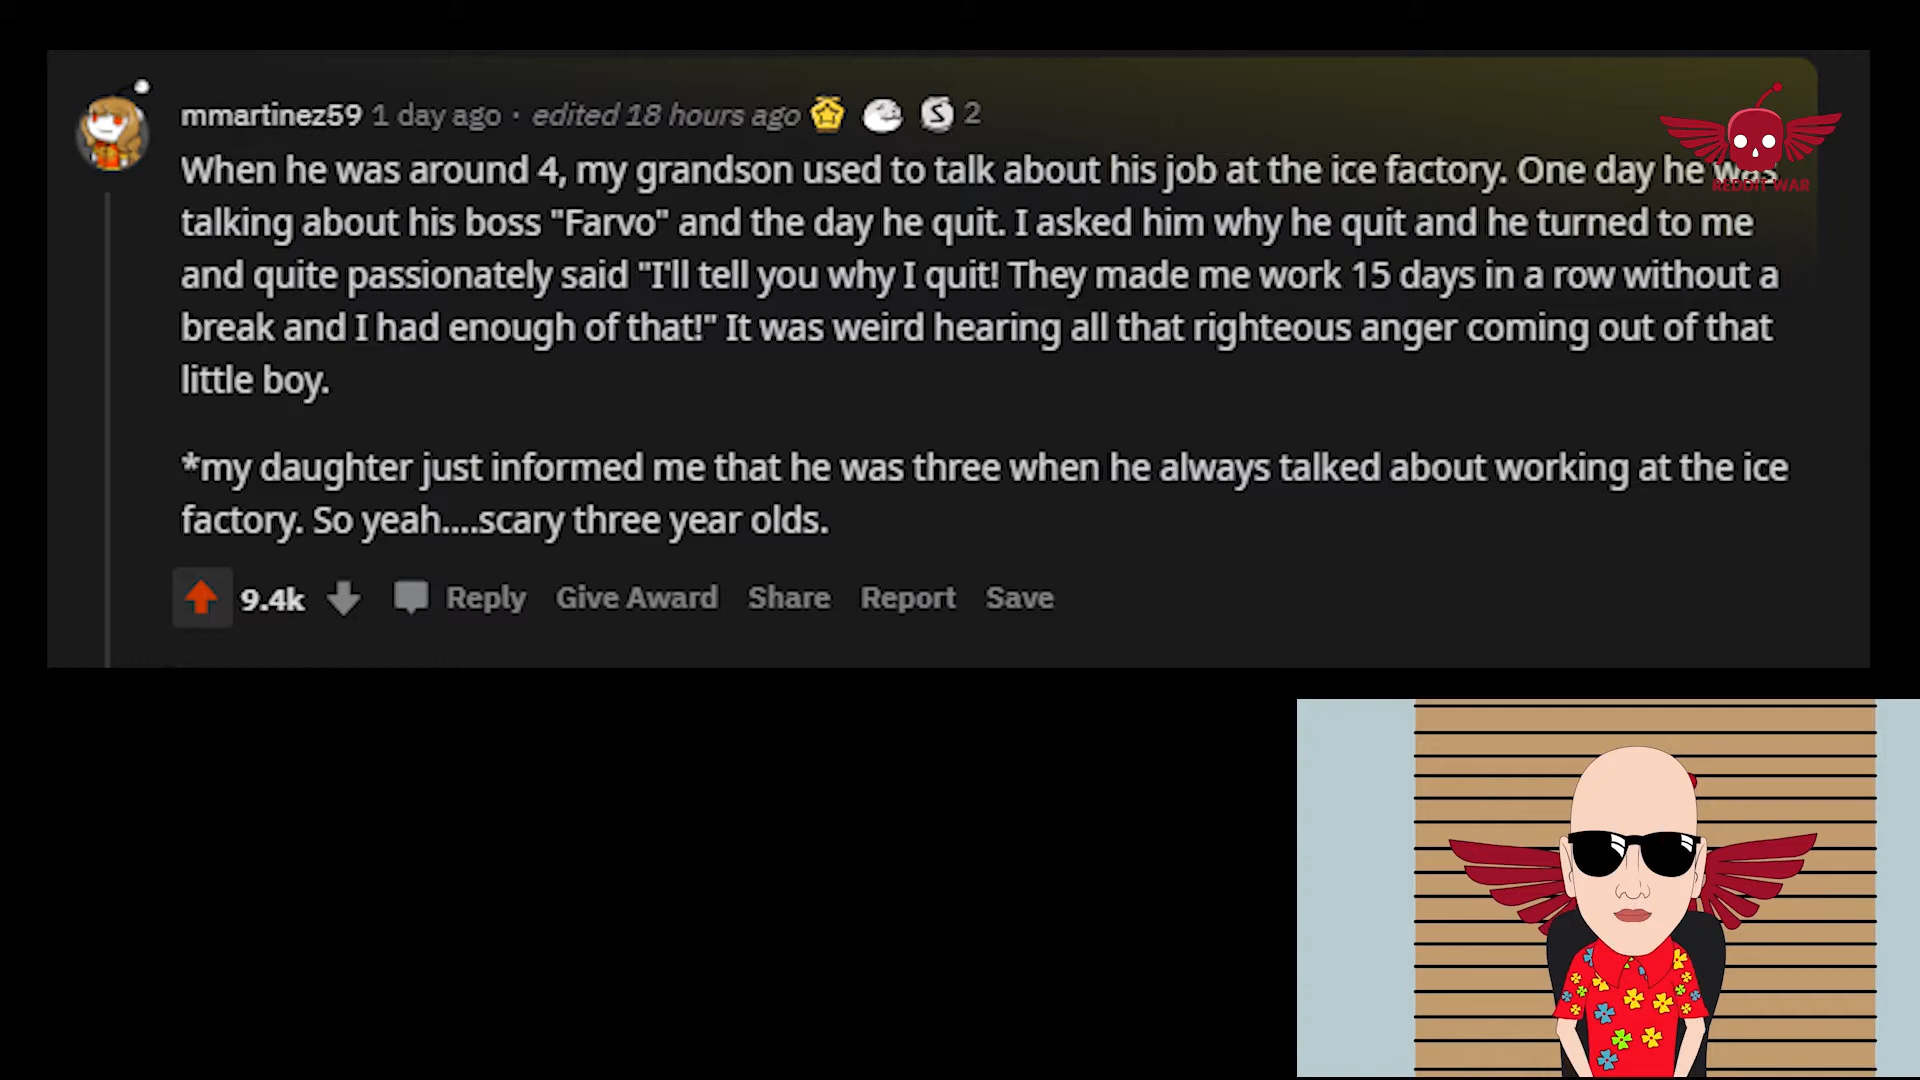 mmartinez59 1 day ago · edited 18 hours ago 2
When he was around 4, my grandson used to talk about his job at the ice factory. One day he was
talking about his boss "Farvo" and the day he quit. I asked him why he quit and he turned to me
and quite passionately said "I'll tell you why I quit! They made me work 15 days in a row without a
break and I had enough of that!" It was weird hearing all that righteous anger coming out of that
little boy.
*my daughter just informed me that he was three when he always talked about working at the ice
factory. So yeah....scary three year olds.
9.4k Reply Give Award Share Report Save
REDDIT WAR